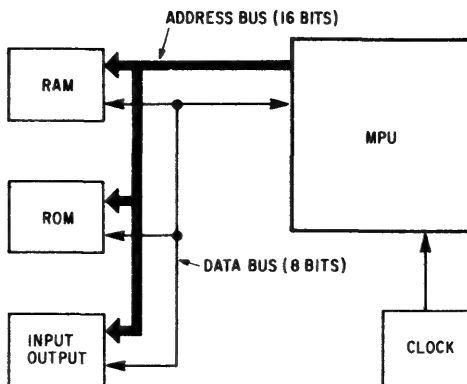 ADDRESS BUS (16 BITS)
RAM
MPU
ROM
DATA BUS (8 BITS)
INPUT
OUTPUT
CLOCK